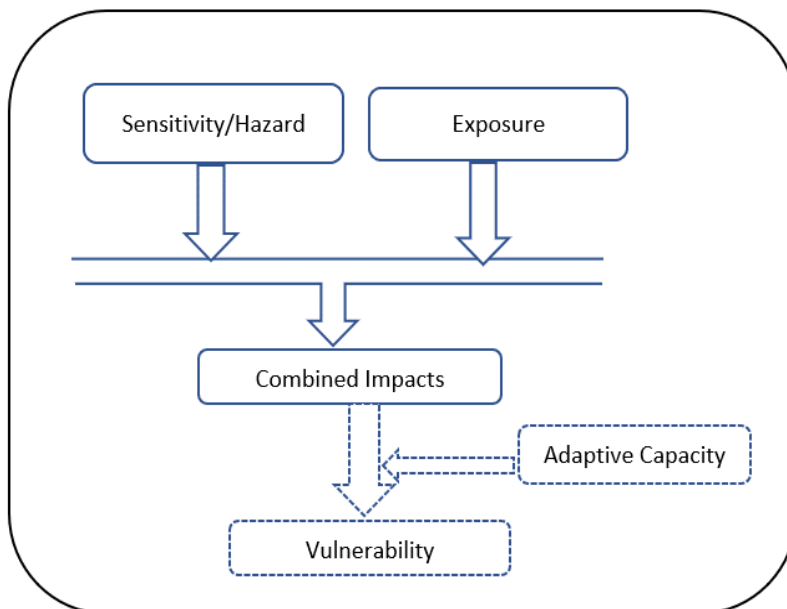 Sensitivity/Hazard
Exposure
Combined Impacts
Adaptive Capacity
Vulnerability